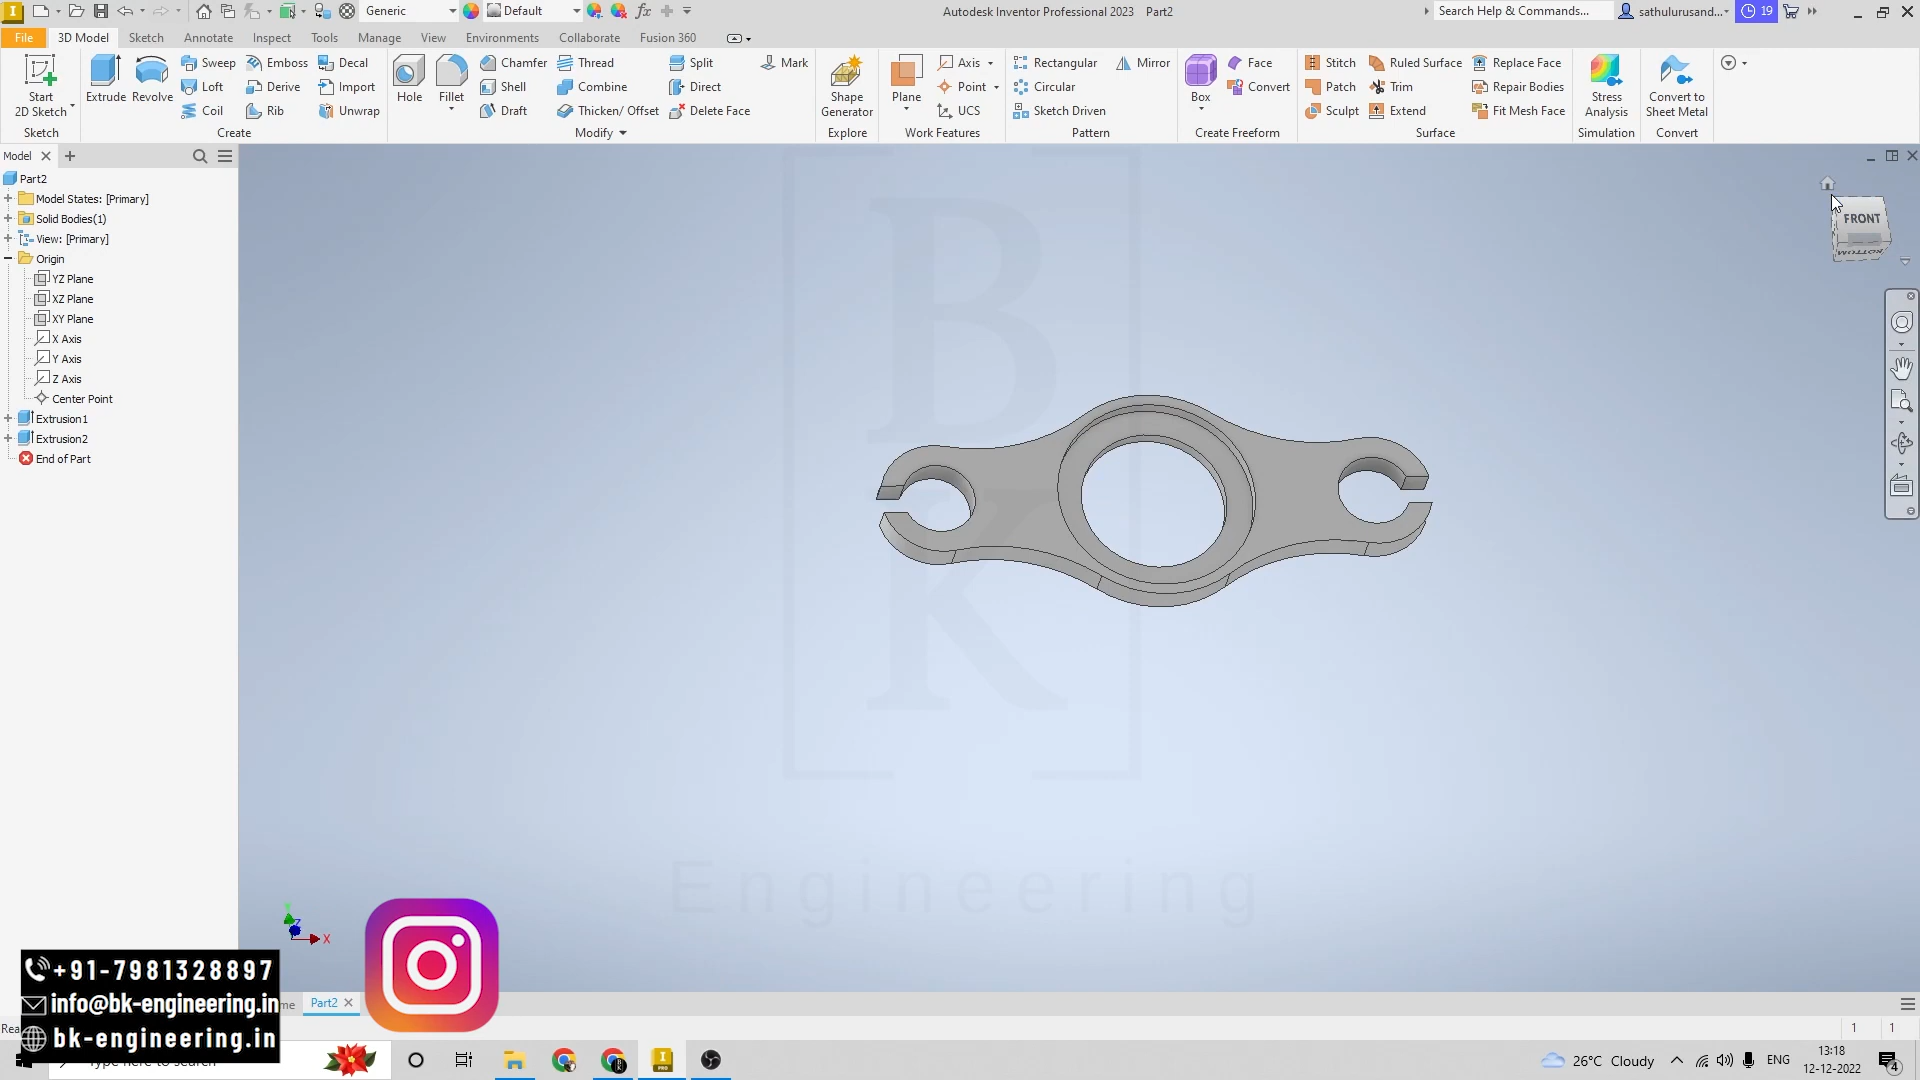 Generic
Default
Autodesk Inventor Professional 2023 Part2
Search Help & Commands...
sathulurusand...
19
File
3D Model
Sketch
Annotate
Inspect
Tools
Manage
View
Environments
Collaborate
Fusion 360
Start
2D Sketch
Sketch
Extrude
Revolve
Sweep
Loft
Coil
Emboss
Derive
Rib
Decal
Import
Unwrap
Create
Hole
Fillet
Chamfer
Shell
Draft
Thread
Combine
Thicken/ Offset
Split
Direct
Delete Face
Mark
Modify
Shape
Generator
Explore
Plane
Axis
Point
UCS
Work Features
Rectangular
Circular
Sketch Driven
Mirror
Pattern
Box
Face
Convert
Create Freeform
Stitch
Patch
Sculpt
Ruled Surface
Trim
Extend
Replace Face
Repair Bodies
Fit Mesh Face
Surface
Stress
Analysis
Simulation
Convert to
Sheet Metal
Convert
Model
Part2
Model States: [Primary]
Solid Bodies(1)
View: [Primary]
Origin
YZ Plane
XZ Plane
XY Plane
X Axis
Y Axis
Z Axis
Center Point
Extrusion1
Extrusion2
End of Part
FRONT
BOTTOM
B
K
Engineering
X
+91-7981328897
info@bk-engineering.in
bk-engineering.in
Part2
1 1
26°C Cloudy
ENG
13:18
12-12-2022
4